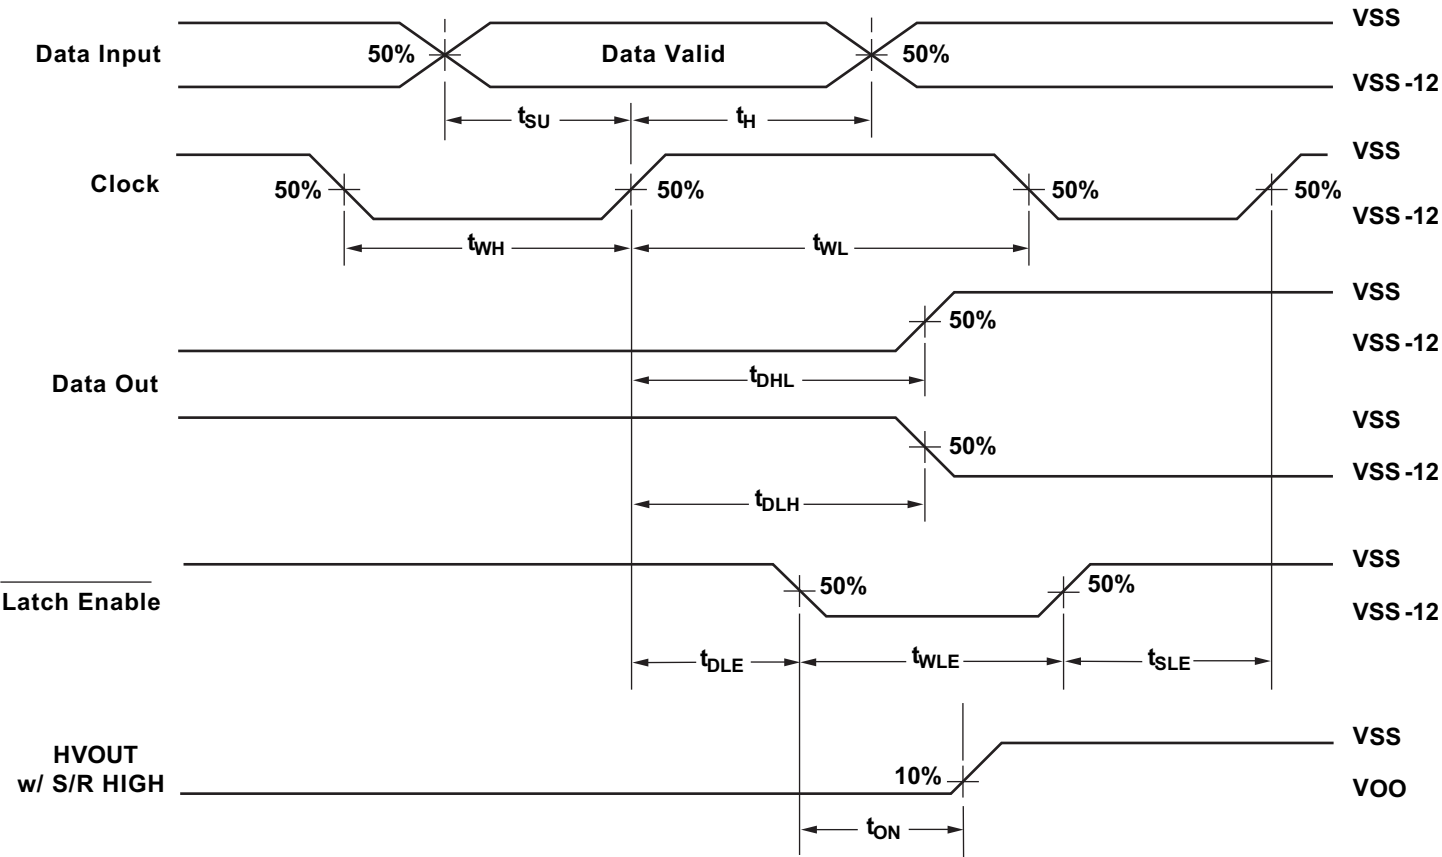 VSS
Data Input 50% Data Valid 50%
VSS -12
tSU tH
VSS
Clock 50% 50% 50% 50%
VSS -12
tWH tWL
VSS
50%
VSS -12
tDHL
Data Out
VSS
50%
VSS -12
tDLH
VSS
Latch Enable 50% 50%
VSS -12
tDLE tWLE tSLE
HVOUT
w/ S/R HIGH
VSS
10%
VOO
tON